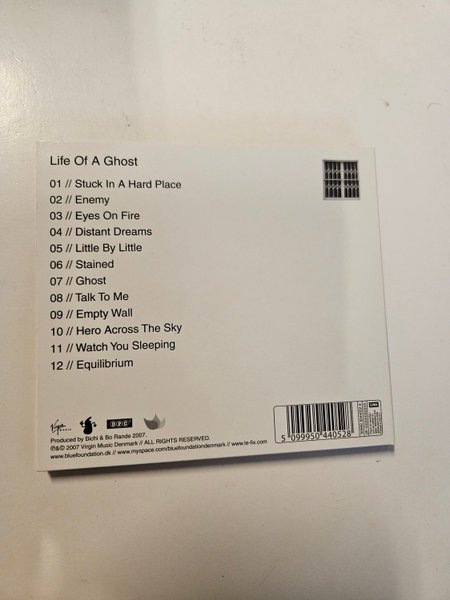 Life Of A Ghost
01 // Stuck In A Hard Place
02 // Enemy
03 // Eyes On Fire
04 // Distant Dreams
05 // Little By Little
06 // Stained
07 // Ghost
08 // Talk To Me
09 // Empty Wall
10 // Hero Across The Sky
11 // Watch You Sleeping
12 // Equilibrium
Virgin
MUSIC
Produced by Bichi & Bo Rande 2007.
℗&© 2007 Virgin Music Denmark // ALL RIGHTS RESERVED.
www.bluefoundation.dk // www.myspace.com/bluefoundationdenmark // www.le-fix.com
5 099950 440528
EMI